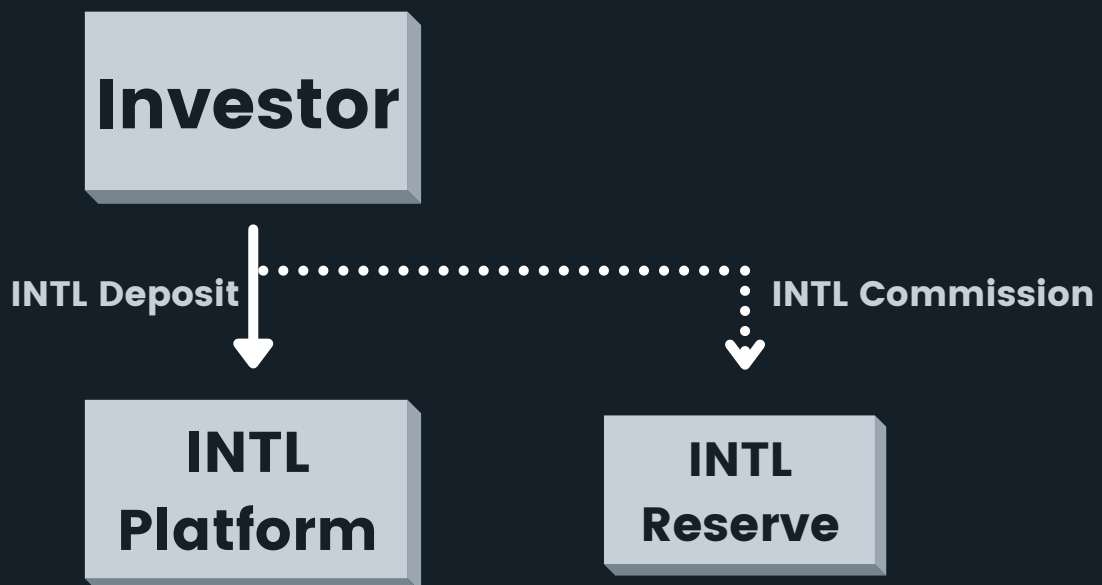 Investor
INTL Deposit
INTL Commission
INTL
Platform
INTL
Reserve